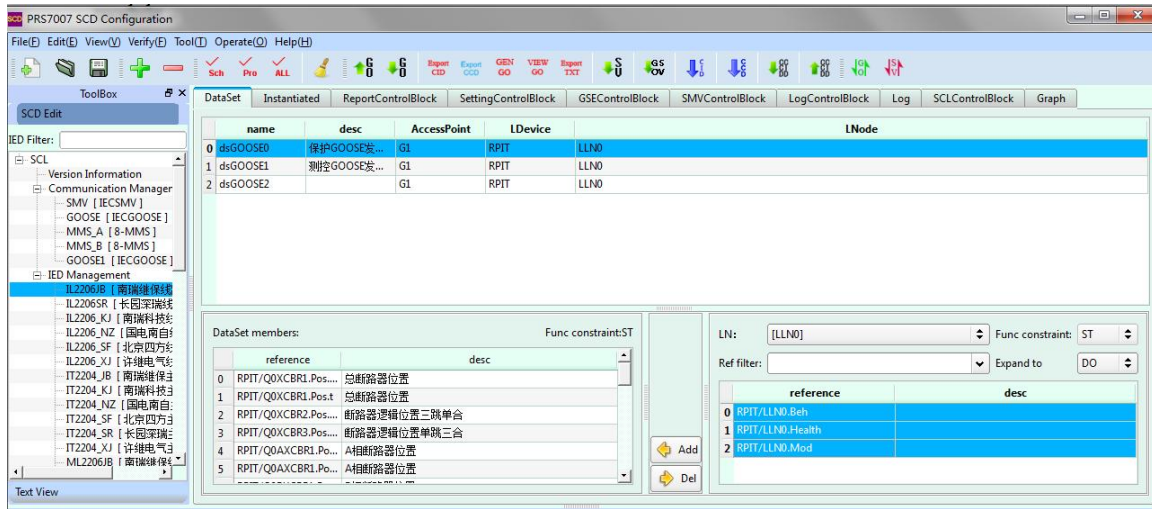 SCD PRS7007 SCD Configuration
File(F) Edit(E) View(V) Verify(F) Tool(T) Operate(O) Help(H)
Sch Pro ALL Export CID Export CCD GEN GO VIEW GO Export TXT
ToolBox
SCD Edit
IED Filter:
SCL
Version Information
Communication Manager
SMV [IECSMV]
GOOSE [IECGOOSE]
MMS_A [8-MMS]
MMS_B [8-MMS]
GOOSE1 [IECGOOSE]
IED Management
IL2206JB [南瑞继保线
IL2206SR [长园深瑞线
IL2206_KJ [南瑞科技线
IL2206_NZ [国电南自
IL2206_SF [北京四方线
IL2206_XJ [许继电气线
IT2204_JB [南瑞继保主
IT2204_KJ [南瑞科技主
IT2204_NZ [国电南自
IT2204_SF [北京四方主
IT2204_SR [长园深瑞主
IT2204_XJ [许继电气主
ML2206JB [南瑞继保
Text View
DataSet Instantiated ReportControlBlock SettingControlBlock GSEControlBlock SMVControlBlock LogControlBlock Log SCLControlBlock Graph
name desc AccessPoint LDevice LNode
0 dsGOOSE0 保护GOOSE发... G1 RPIT LLN0
1 dsGOOSE1 测控GOOSE发... G1 RPIT LLN0
2 dsGOOSE2 G1 RPIT LLN0
DataSet members: Func constraint:ST
reference desc
0 RPIT/Q0XCBR1.Pos.... 总断路器位置
1 RPIT/Q0XCBR1.Pos.t 总断路器位置
2 RPIT/Q0XCBR2.Pos.... 断路器逻辑位置三跳单合
3 RPIT/Q0XCBR3.Pos.... 断路器逻辑位置单跳三合
4 RPIT/Q0AXCBR1.Po... A相断路器位置
5 RPIT/Q0AXCBR1.Po... A相断路器位置
Add
Del
LN: [LLN0] Func constraint: ST
Ref filter: Expand to DO
reference desc
0 RPIT/LLN0.Beh
1 RPIT/LLN0.Health
2 RPIT/LLN0.Mod